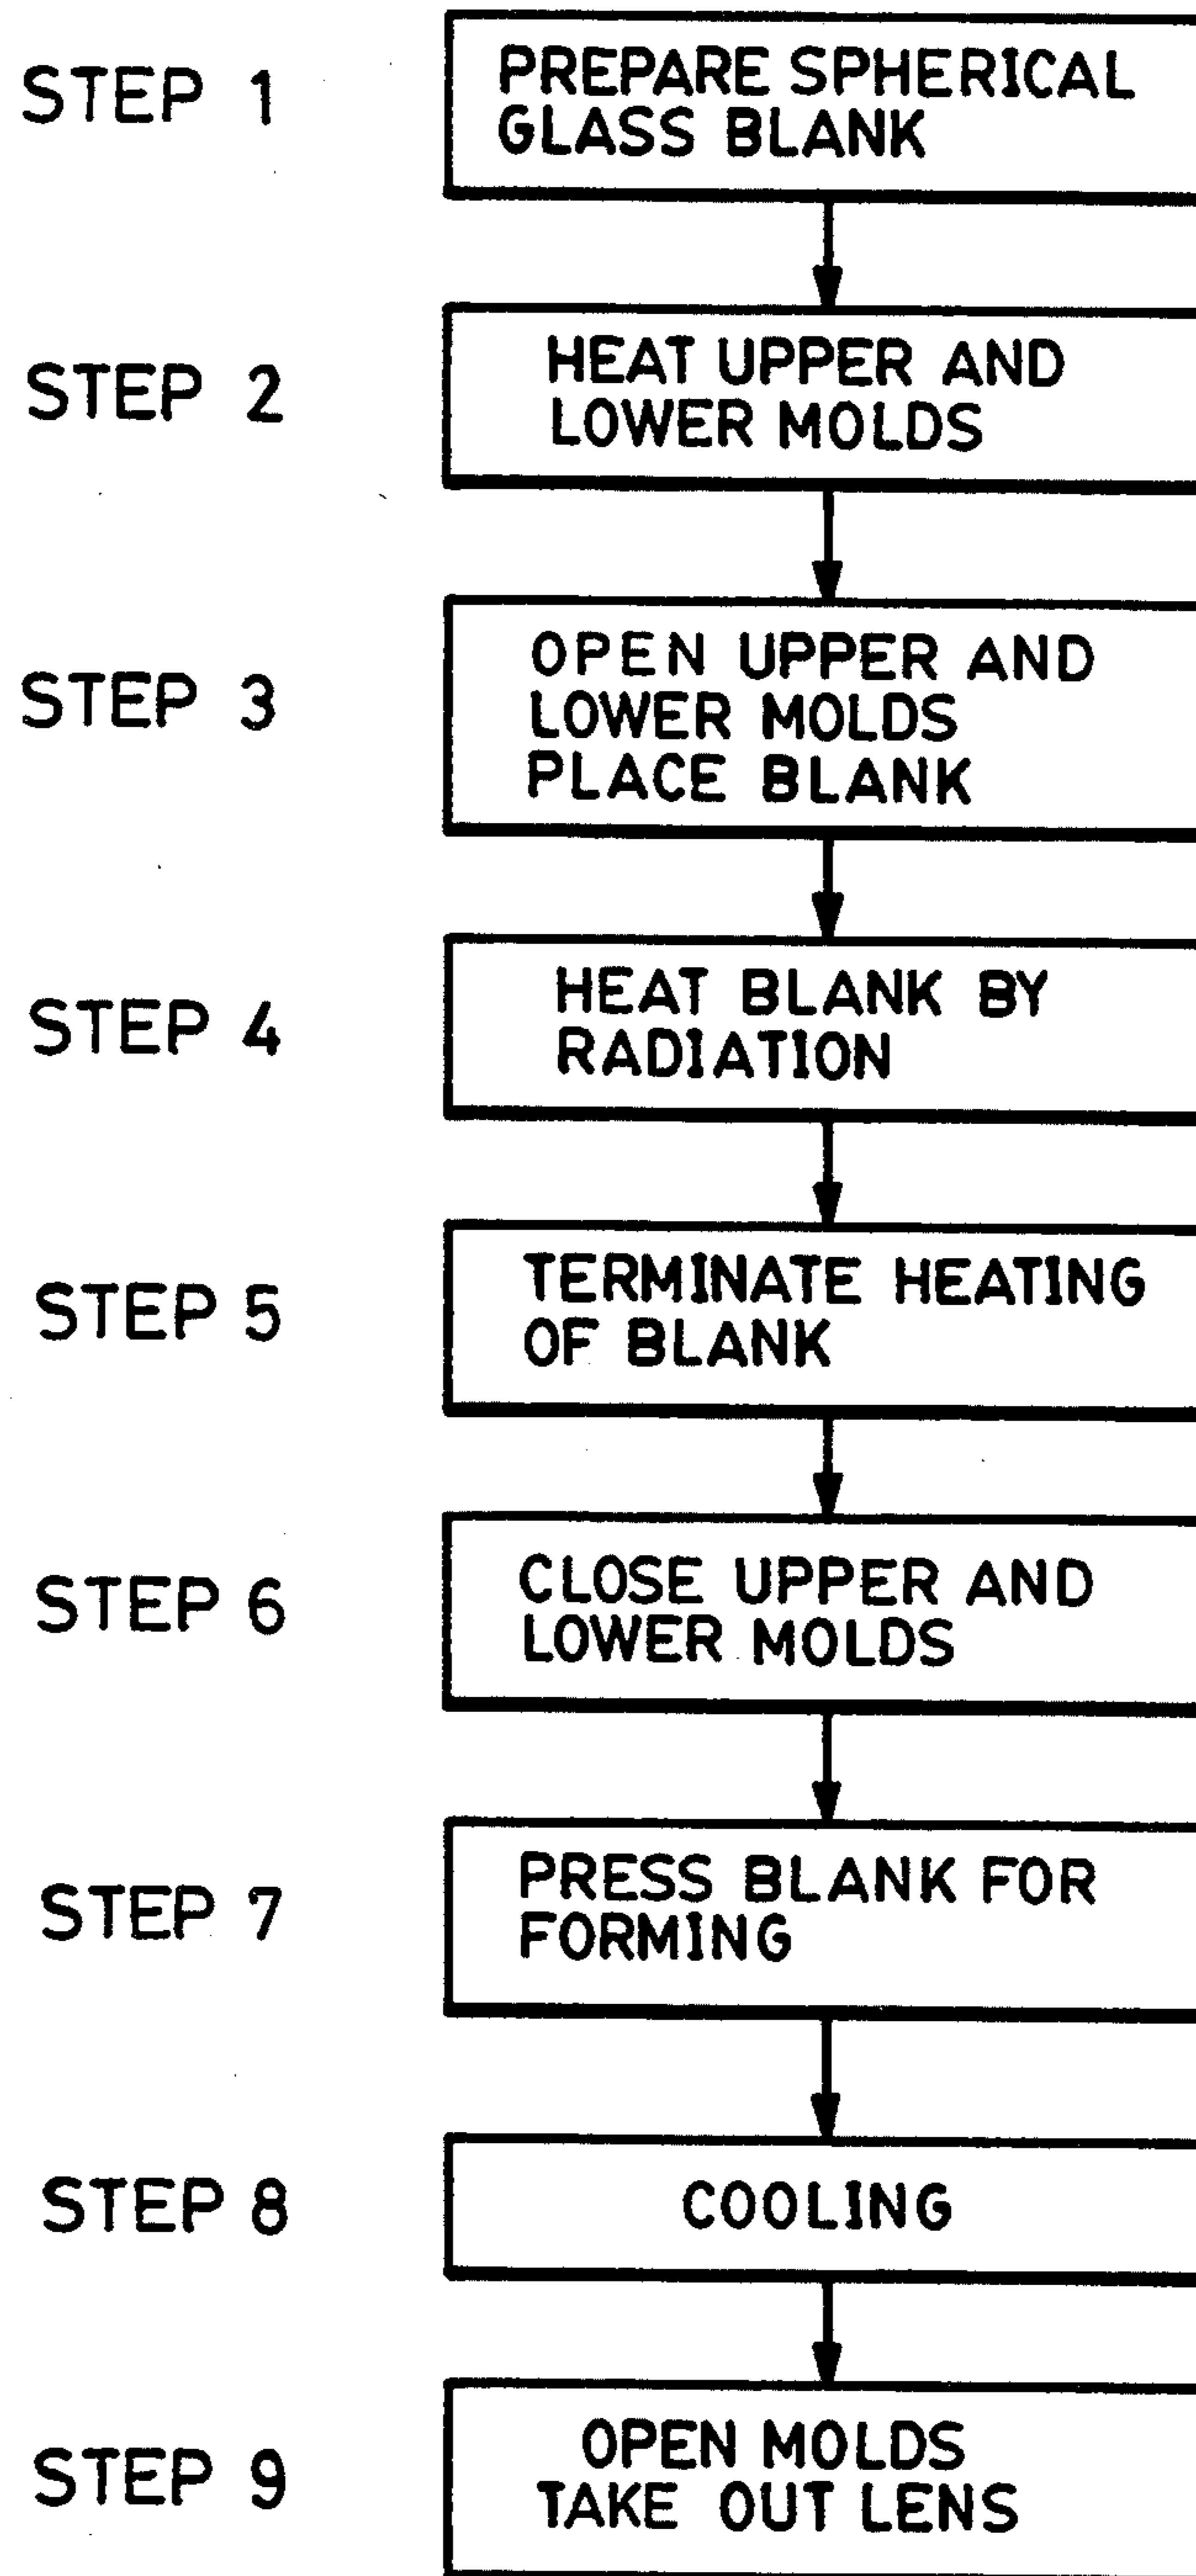 STEP 1
PREPARE SPHERICAL
GLASS BLANK
STEP 2
HEAT UPPER AND
LOWER MOLDS
STEP 3
OPEN UPPER AND
LOWER MOLDS
PLACE BLANK
STEP 4
HEAT BLANK BY
RADIATION
STEP 5
TERMINATE HEATING
OF BLANK
STEP 6
CLOSE UPPER AND
LOWER MOLDS
STEP 7
PRESS BLANK FOR
FORMING
STEP 8
COOLING
STEP 9
OPEN MOLDS
TAKE OUT LENS